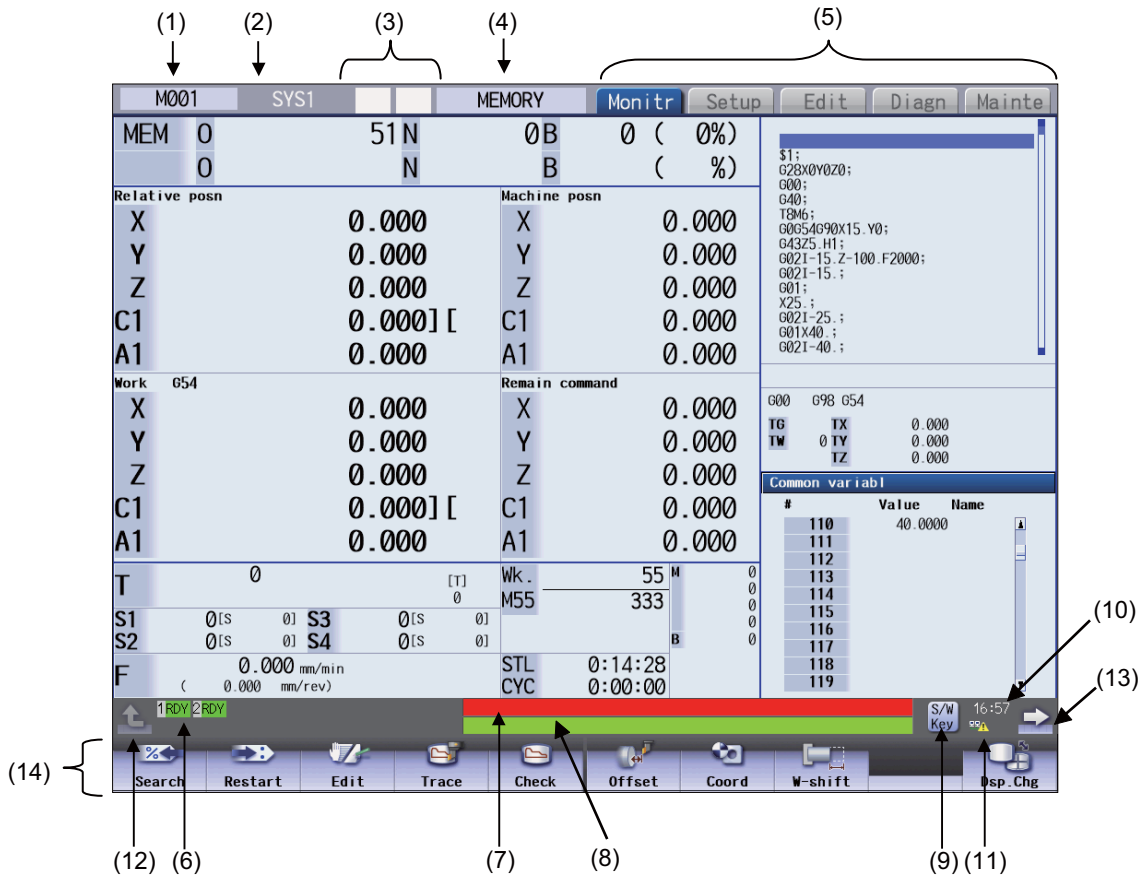 (1) (2) (3) (4) (5)
M001 SYS1 MEMORY Monitr Setup Edit Diagn Mainte
MEM O 51 N 0 B 0 ( 0%)
O N B ( %)
Relative posn
X 0.000
Y 0.000
Z 0.000
C1 0.000 ] [
A1 0.000
Machine posn
X 0.000
Y 0.000
Z 0.000
C1 0.000
A1 0.000
Work G54
X 0.000
Y 0.000
Z 0.000
C1 0.000 ] [
A1 0.000
Remain command
X 0.000
Y 0.000
Z 0.000
C1 0.000
A1 0.000
$1;
G28X0Y0Z0;
G00;
G40;
T8M6;
G0G54G90X15.Y0;
G43Z5.H1;
G02I-15.Z-100.F2000;
G02I-15.;
G01;
X25.;
G02I-25.;
G01X40.;
G02I-40.;
G00 G98 G54
TG TX 0.000
TW 0 TY 0.000
TZ 0.000
Common variabl
# Value Name
110 40.0000
111
112
113
114
115
116
117
118
119
T 0 [T]
0
S1 0 [S 0] S3 0 [S 0]
S2 0 [S 0] S4 0 [S 0]
F 0.000 mm/min
( 0.000 mm/rev)
Wk. 55
M55 333
M 0
0
0
0
B 0
STL 0:14:28
CYC 0:00:00
(10)
(13)
1 RDY 2 RDY
S/W
Key
16:57
(14)
Search Restart Edit Trace Check Offset Coord W-shift Dsp.Chg
(12) (6) (7) (8) (9) (11)